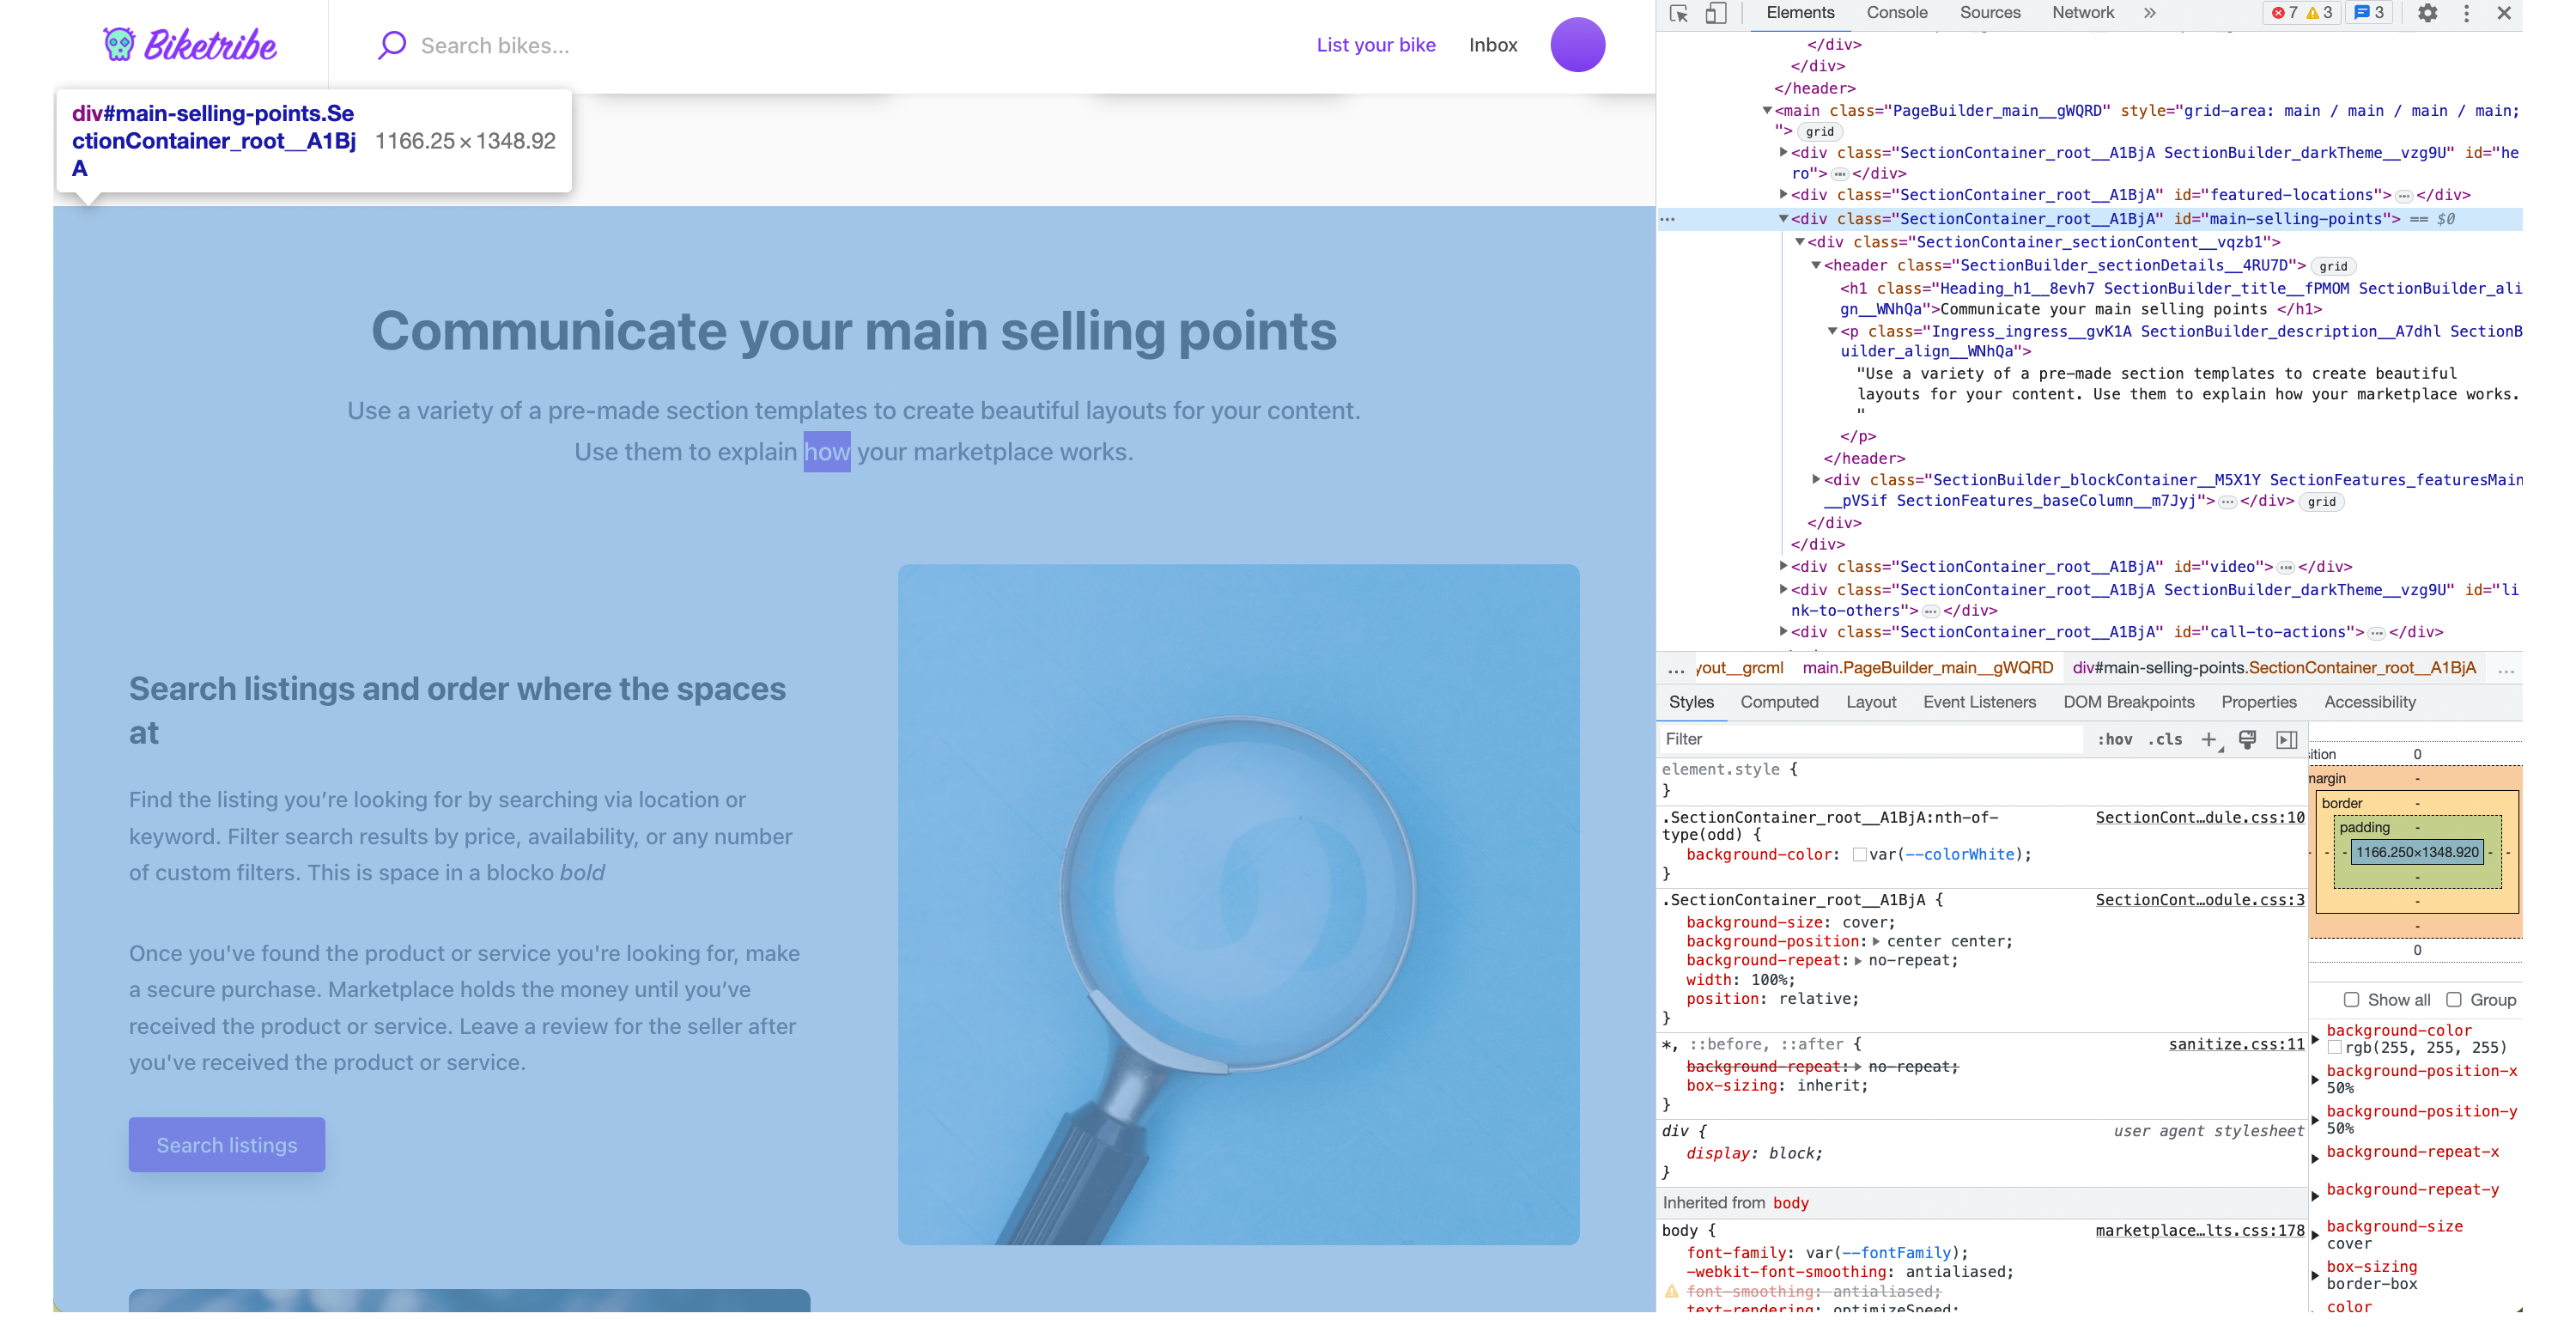 Biketribe
Search bikes...
List your bike
Inbox
div#main-selling-points.Se
ctionContainer_root__A1Bj
A
1166.25 × 1348.92
Communicate your main selling points
Use a variety of a pre-made section templates to create beautiful layouts for your content.
Use them to explain how your marketplace works.
Search listings and order where the spaces
at
Find the listing you’re looking for by searching via location or
keyword. Filter search results by price, availability, or any number
of custom filters. This is space in a blocko bold
Once you've found the product or service you're looking for, make
a secure purchase. Marketplace holds the money until you’ve
received the product or service. Leave a review for the seller after
you've received the product or service.
Search listings
Elements Console Sources Network » 7 3 3
</div>
</div>
</header>
<main class="PageBuilder_main__gWQRD" style="grid-area: main / main / main / main;
"> grid
<div class="SectionContainer_root__A1BjA SectionBuilder_darkTheme__vzg9U" id="he
ro"> … </div>
<div class="SectionContainer_root__A1BjA" id="featured-locations"> … </div>
… <div class="SectionContainer_root__A1BjA" id="main-selling-points"> == $0
<div class="SectionContainer_sectionContent__vqzb1">
<header class="SectionBuilder_sectionDetails__4RU7D"> grid
<h1 class="Heading_h1__8evh7 SectionBuilder_title__fPMOM SectionBuilder_ali
gn__WNhQa">Communicate your main selling points </h1>
<p class="Ingress_ingress__gvK1A SectionBuilder_description__A7dhl SectionB
uilder_align__WNhQa">
"Use a variety of a pre-made section templates to create beautiful
layouts for your content. Use them to explain how your marketplace works.
"
</p>
</header>
<div class="SectionBuilder_blockContainer__M5X1Y SectionFeatures_featuresMain
__pVSif SectionFeatures_baseColumn__m7Jyj"> … </div> grid
</div>
</div>
<div class="SectionContainer_root__A1BjA" id="video"> … </div>
<div class="SectionContainer_root__A1BjA SectionBuilder_darkTheme__vzg9U" id="li
nk-to-others"> … </div>
<div class="SectionContainer_root__A1BjA" id="call-to-actions"> … </div>
… yout__grcml main.PageBuilder_main__gWQRD div#main-selling-points.SectionContainer_root__A1BjA …
Styles Computed Layout Event Listeners DOM Breakpoints Properties Accessibility
Filter :hov .cls +
element.style {
}
.SectionContainer_root__A1BjA:nth-of- SectionCont…dule.css:10
type(odd) {
background-color: var(--colorWhite);
}
.SectionContainer_root__A1BjA { SectionCont…odule.css:3
background-size: cover;
background-position: center center;
background-repeat: no-repeat;
width: 100%;
position: relative;
}
*, ::before, ::after { sanitize.css:11
background-repeat: no-repeat;
box-sizing: inherit;
}
div { user agent stylesheet
display: block;
}
Inherited from body
body { marketplace…lts.css:178
font-family: var(--fontFamily);
-webkit-font-smoothing: antialiased;
font-smoothing: antialiased;
text-rendering: optimizeSpeed;
sition 0
margin -
border -
padding -
- - - 1166.250×1348.920 - - -
-
-
-
0
Show all Group
background-color
rgb(255, 255, 255)
background-position-x
50%
background-position-y
50%
background-repeat-x
background-repeat-y
background-size
cover
box-sizing
border-box
color